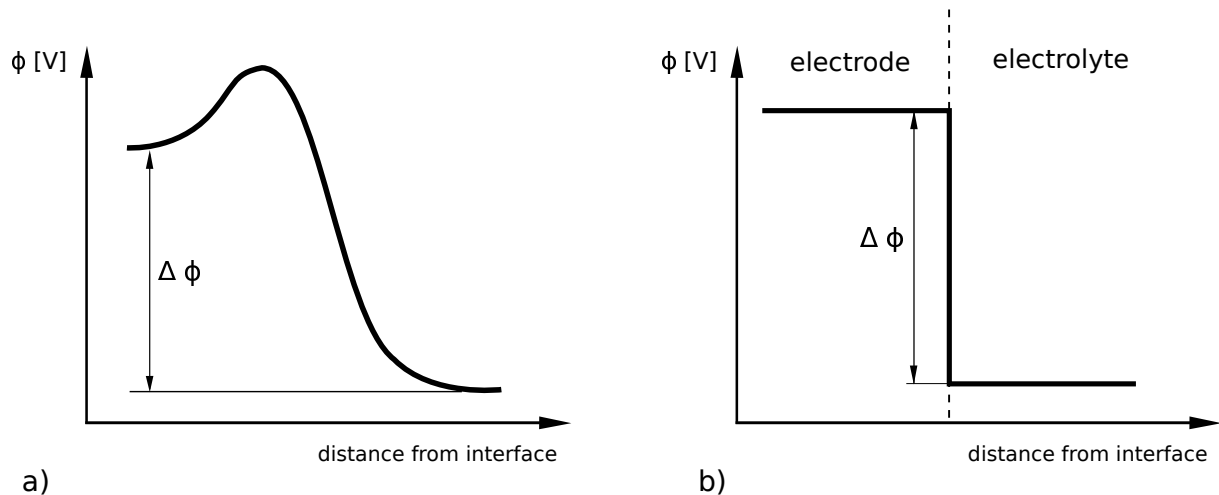 ϕ [V]
Δ ϕ
distance from interface
a)
ϕ [V]
electrode
electrolyte
Δ ϕ
distance from interface
b)